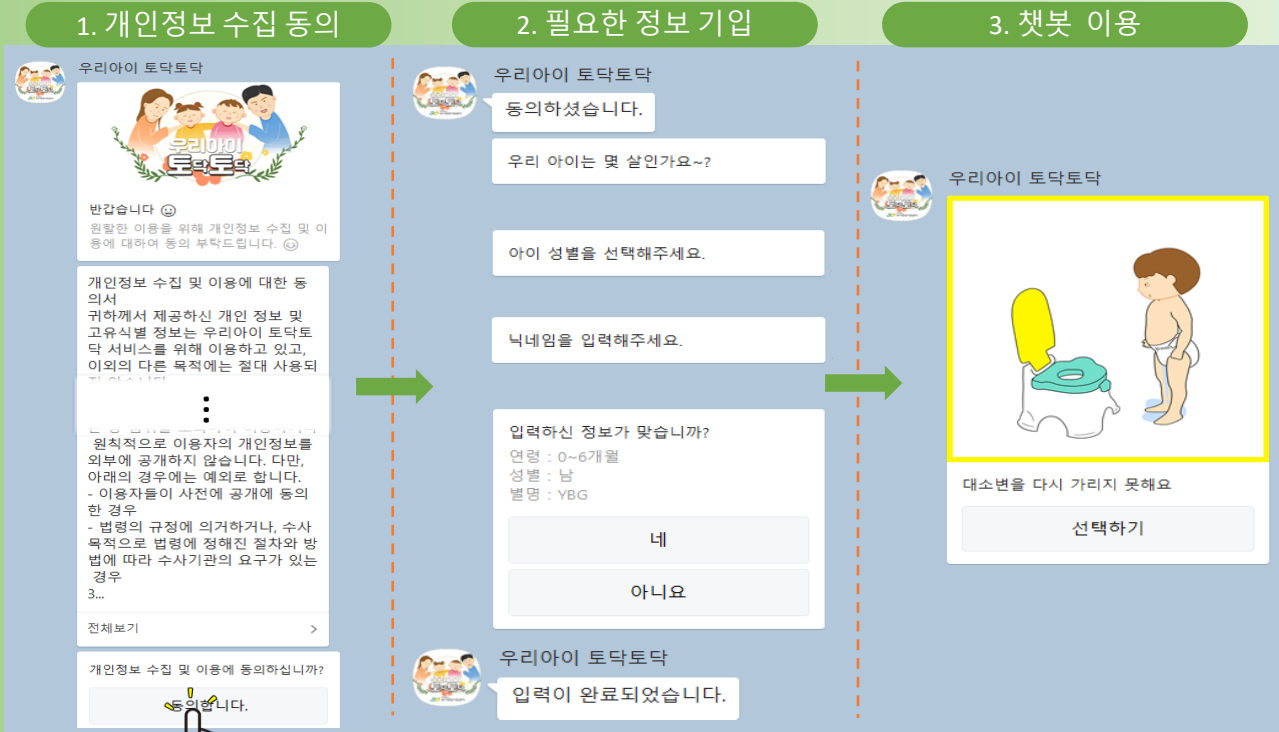 1. 개인정보 수집 동의
2. 필요한 정보 기입
3. 챗봇 이용
우리아이 토닥토닥
우리아이
토닥토닥
반갑습니다
원할한 이용을 위해 개인정보 수집 및 이
용에 대하여 동의 부탁드립니다.
개인정보 수집 및 이용에 대한 동
의서
귀하께서 제공하신 개인 정보 및
고유식별 정보는 우리아이 토닥토
닥 서비스를 위해 이용하고 있고,
이외의 다른 목적에는 절대 사용되
원칙적으로 이용자의 개인정보를
외부에 공개하지 않습니다. 다만,
아래의 경우에는 예외로 합니다.
- 이용자들이 사전에 공개에 동의
한 경우
- 법령의 규정에 의거하거나, 수사
목적으로 법령에 정해진 절차와 방
법에 따라 수사기관의 요구가 있는
경우
3...
전체보기
개인정보 수집 및 이용에 동의하십니까?
동의합니다.
우리아이 토닥토닥
동의하셨습니다.
우리 아이는 몇 살인가요~?
아이 성별을 선택해주세요.
닉네임을 입력해주세요.
입력하신 정보가 맞습니까?
연령 : 0~6개월
성별 : 남
별명 : YBG
네
아니요
우리아이 토닥토닥
입력이 완료되었습니다.
우리아이 토닥토닥
대소변을 다시 가리지 못해요
선택하기